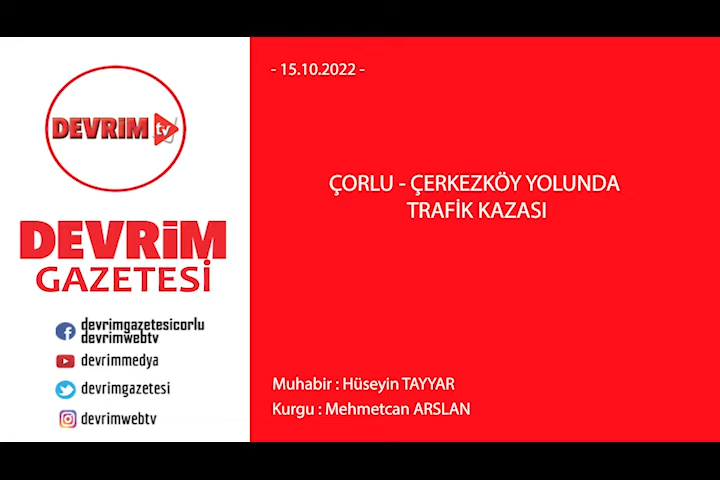 DEVRIM tv
DEVRİM
GAZETESİ
devrimgazetesicorlu
devrimwebtv
devrimmedya
devrimgazetesi
devrimwebtv
- 15.10.2022 -
ÇORLU - ÇERKEZKÖY YOLUNDA
TRAFİK KAZASI
Muhabir : Hüseyin TAYYAR
Kurgu : Mehmetcan ARSLAN